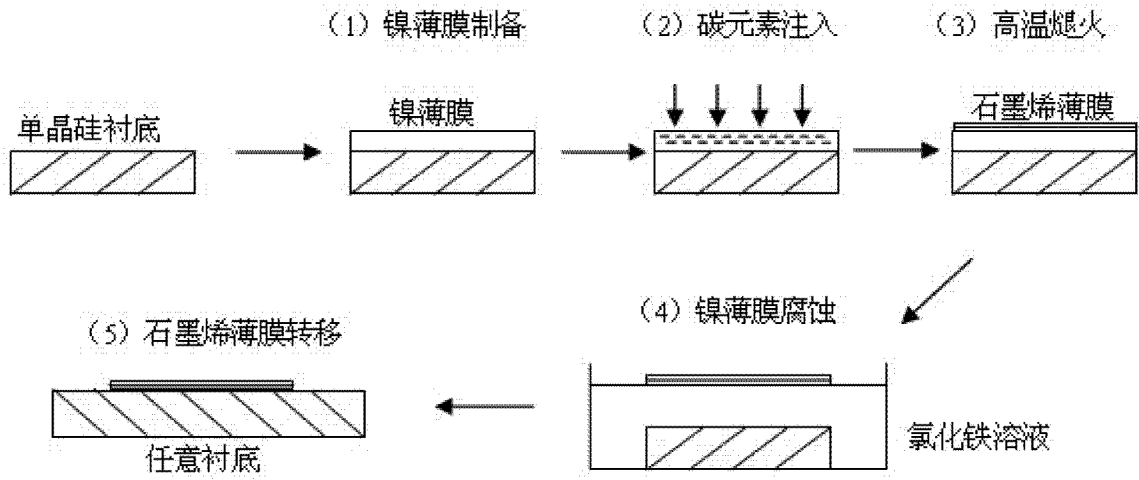 （1）镍薄膜制备
（2）碳元素注入
（3）高温煺火
单晶硅衬底
镍薄膜
石墨烯薄膜
（4）镍薄膜腐蚀
氯化铁溶液
（5）石墨烯薄膜转移
任意衬底